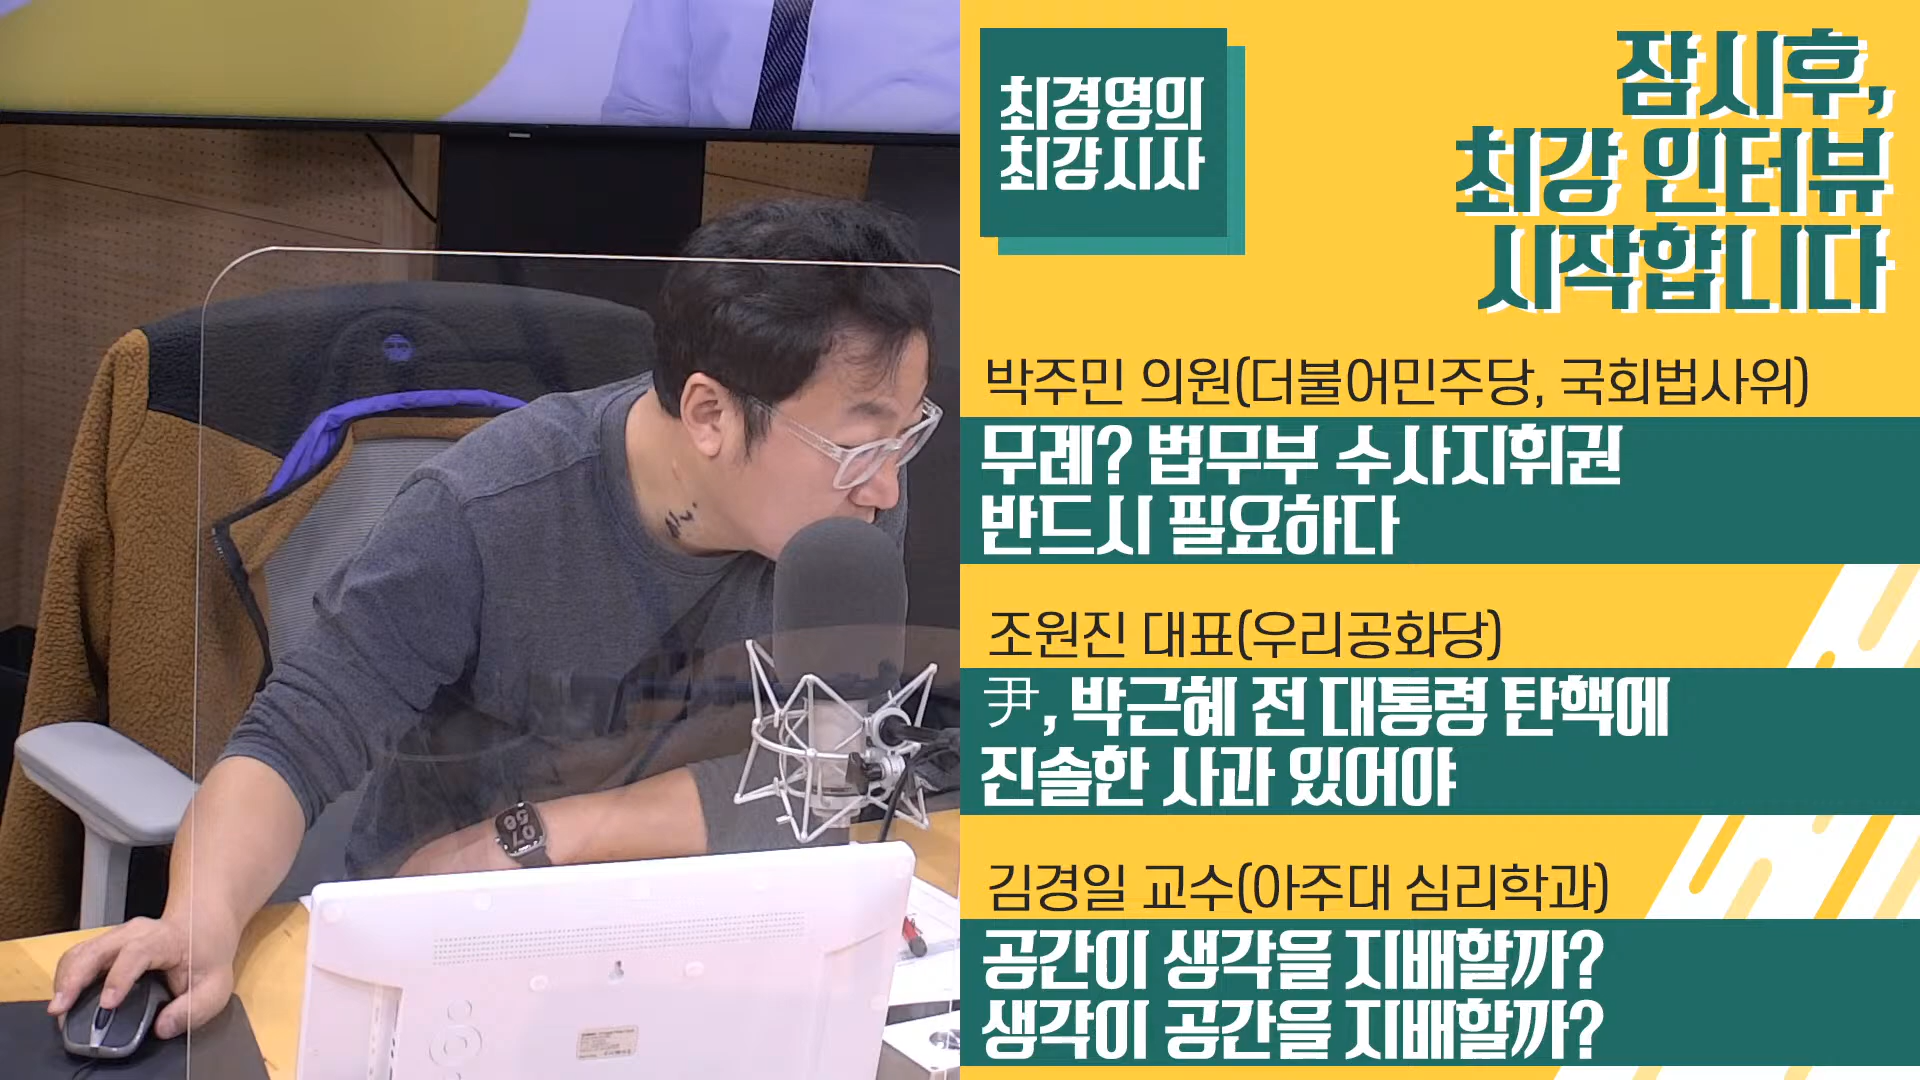 최경영의
최강시사
잠시후,
최강 인터뷰
시작합니다
박주민 의원(더불어민주당, 국회법사위)
무례? 법무부 수사지휘권
반드시 필요하다
조원진 대표(우리공화당)
尹, 박근혜 전 대통령 탄핵에
진솔한 사과 있어야
김경일 교수(아주대 심리학과)
공간이 생각을 지배할까?
생각이 공간을 지배할까?
07
56